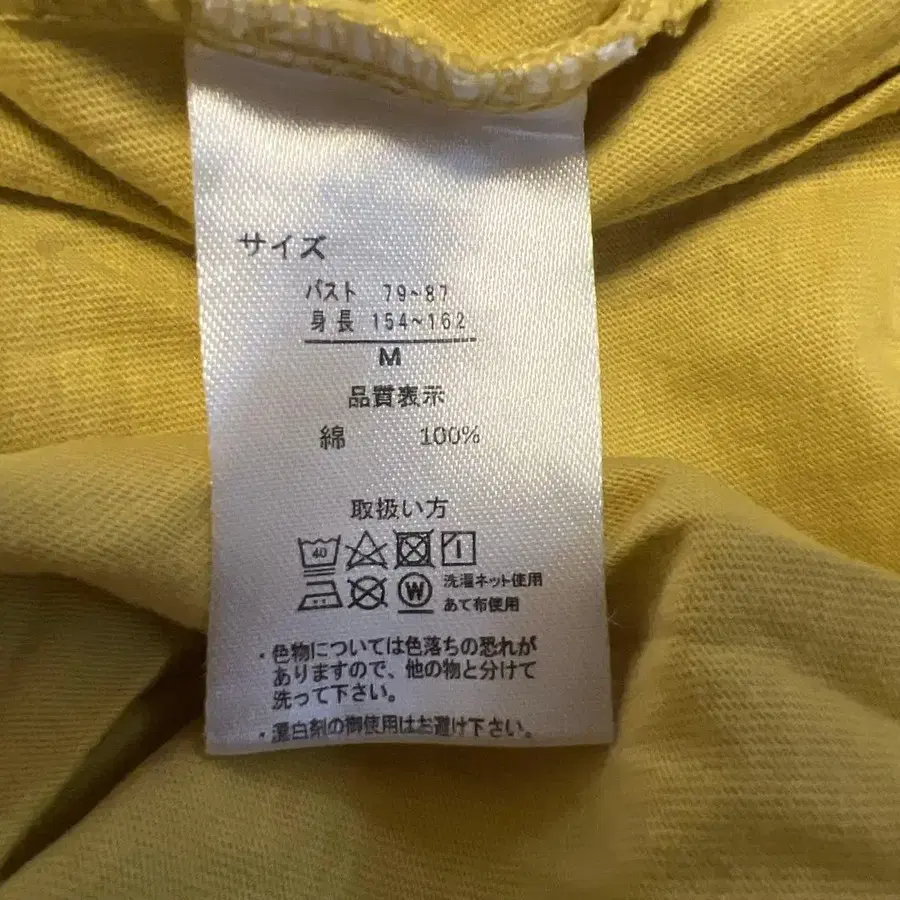 サイズ
バスト 79~87
身長 154~162
M
品質表示
綿 100%
取扱い方
40
W 洗濯ネット使用
あて布使用
・色物については色落ちの恐れが
ありますので、他の物と分けて
洗って下さい。
・漂白剤の御使用はお避け下さい。